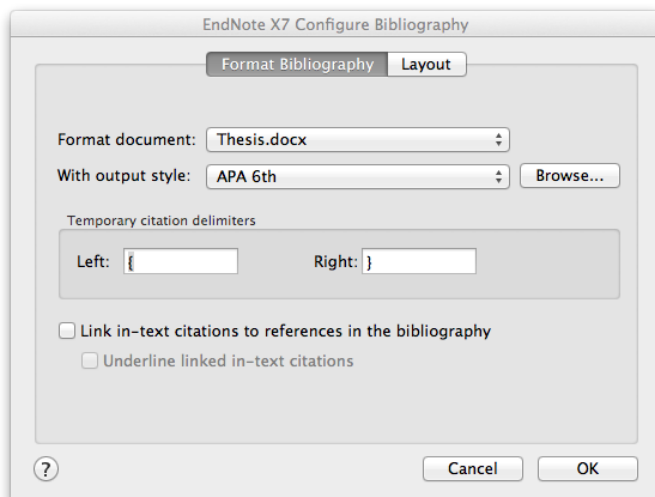 EndNote X7 Configure Bibliography
Format Bibliography Layout
Format document: Thesis.docx
With output style: APA 6th Browse...
Temporary citation delimiters
Left: { Right: }
Link in-text citations to references in the bibliography
Underline linked in-text citations
? Cancel OK